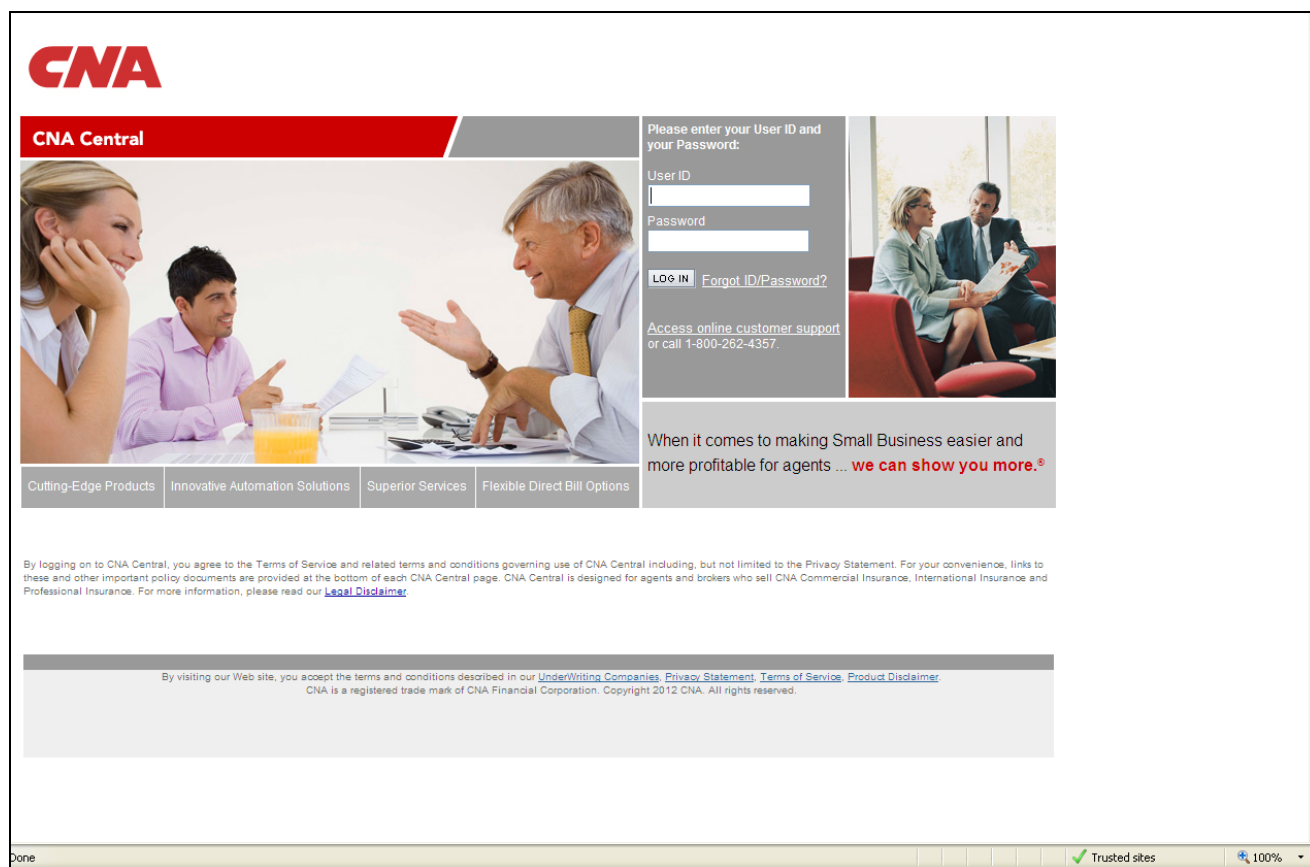 CNA
CNA Central
Please enter your User ID and
your Password:
User ID
Password
LOG IN Forgot ID/Password?
Access online customer support
or call 1-800-262-4357.
When it comes to making Small Business easier and
more profitable for agents ... we can show you more.®
Cutting-Edge Products Innovative Automation Solutions Superior Services Flexible Direct Bill Options
By logging on to CNA Central, you agree to the Terms of Service and related terms and conditions governing use of CNA Central including, but not limited to the Privacy Statement. For your convenience, links to
these and other important policy documents are provided at the bottom of each CNA Central page. CNA Central is designed for agents and brokers who sell CNA Commercial Insurance, International Insurance and
Professional Insurance. For more information, please read our Legal Disclaimer.
By visiting our Web site, you accept the terms and conditions described in our UnderWriting Companies, Privacy Statement, Terms of Service, Product Disclaimer.
CNA is a registered trade mark of CNA Financial Corporation. Copyright 2012 CNA. All rights reserved.
Done Trusted sites 100%